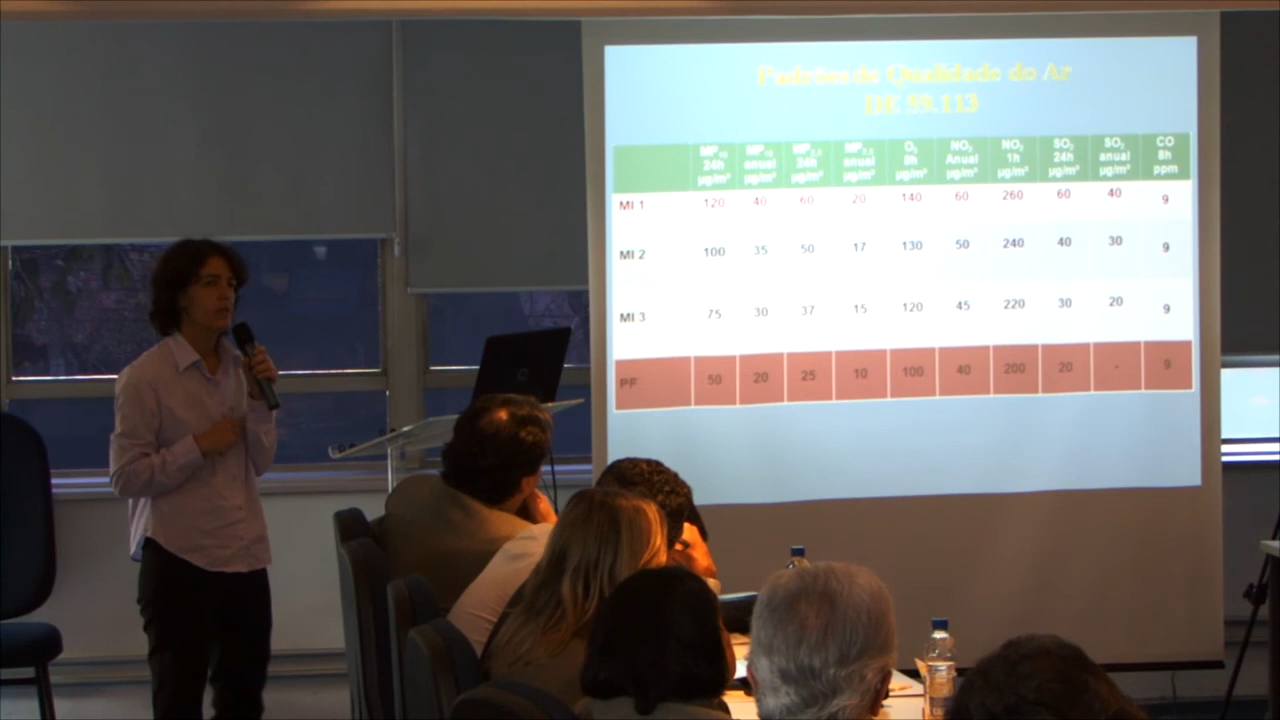 Padrões de Qualidade do Ar
DE 59.113
MP10 24h µg/m³ MP10 anual µg/m³ MP2,5 24h µg/m³ MP2,5 anual µg/m³ O3 8h µg/m³ NO2 Anual µg/m³ NO2 1h µg/m³ SO2 24h µg/m³ SO2 anual µg/m³ CO 8h ppm
MI 1 120 40 60 20 140 60 260 60 40 9
MI 2 100 35 50 17 130 50 240 40 30 9
MI 3 75 30 37 15 120 45 220 30 20 9
PF 50 20 25 10 100 40 200 20 - 9